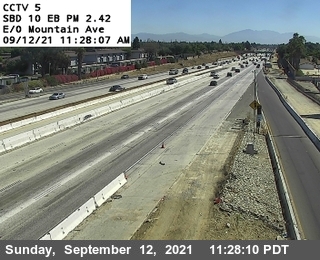 CCTV 5
SBD 10 EB PM 2.42
E/O Mountain Ave
09/12/21 11:28:07 AM
Sunday, September 12, 2021 11:28:10 PDT